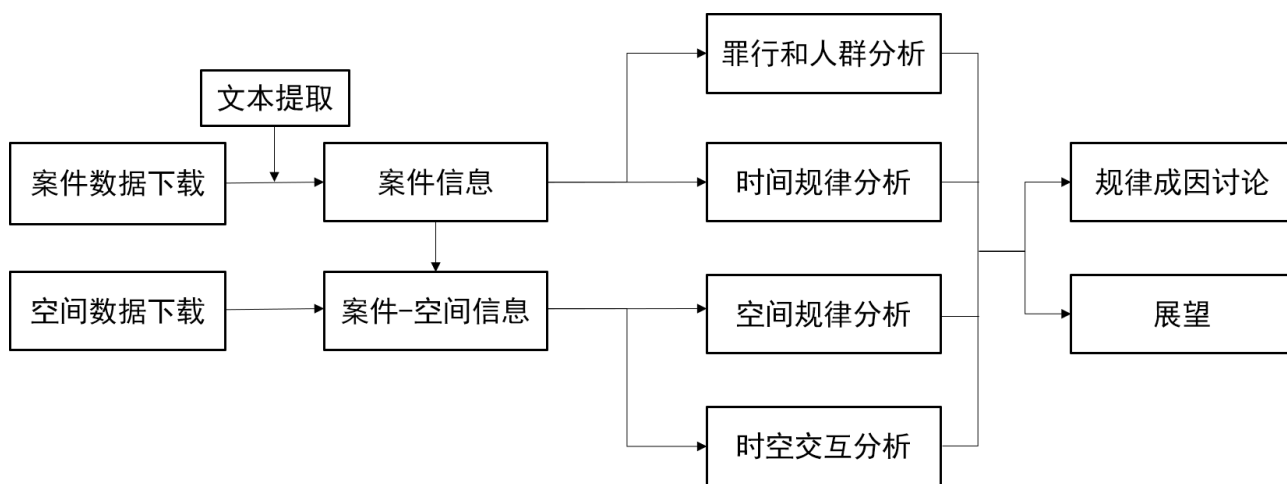 文本提取
案件数据下载
案件信息
空间数据下载
案件-空间信息
罪行和人群分析
时间规律分析
空间规律分析
时空交互分析
规律成因讨论
展望